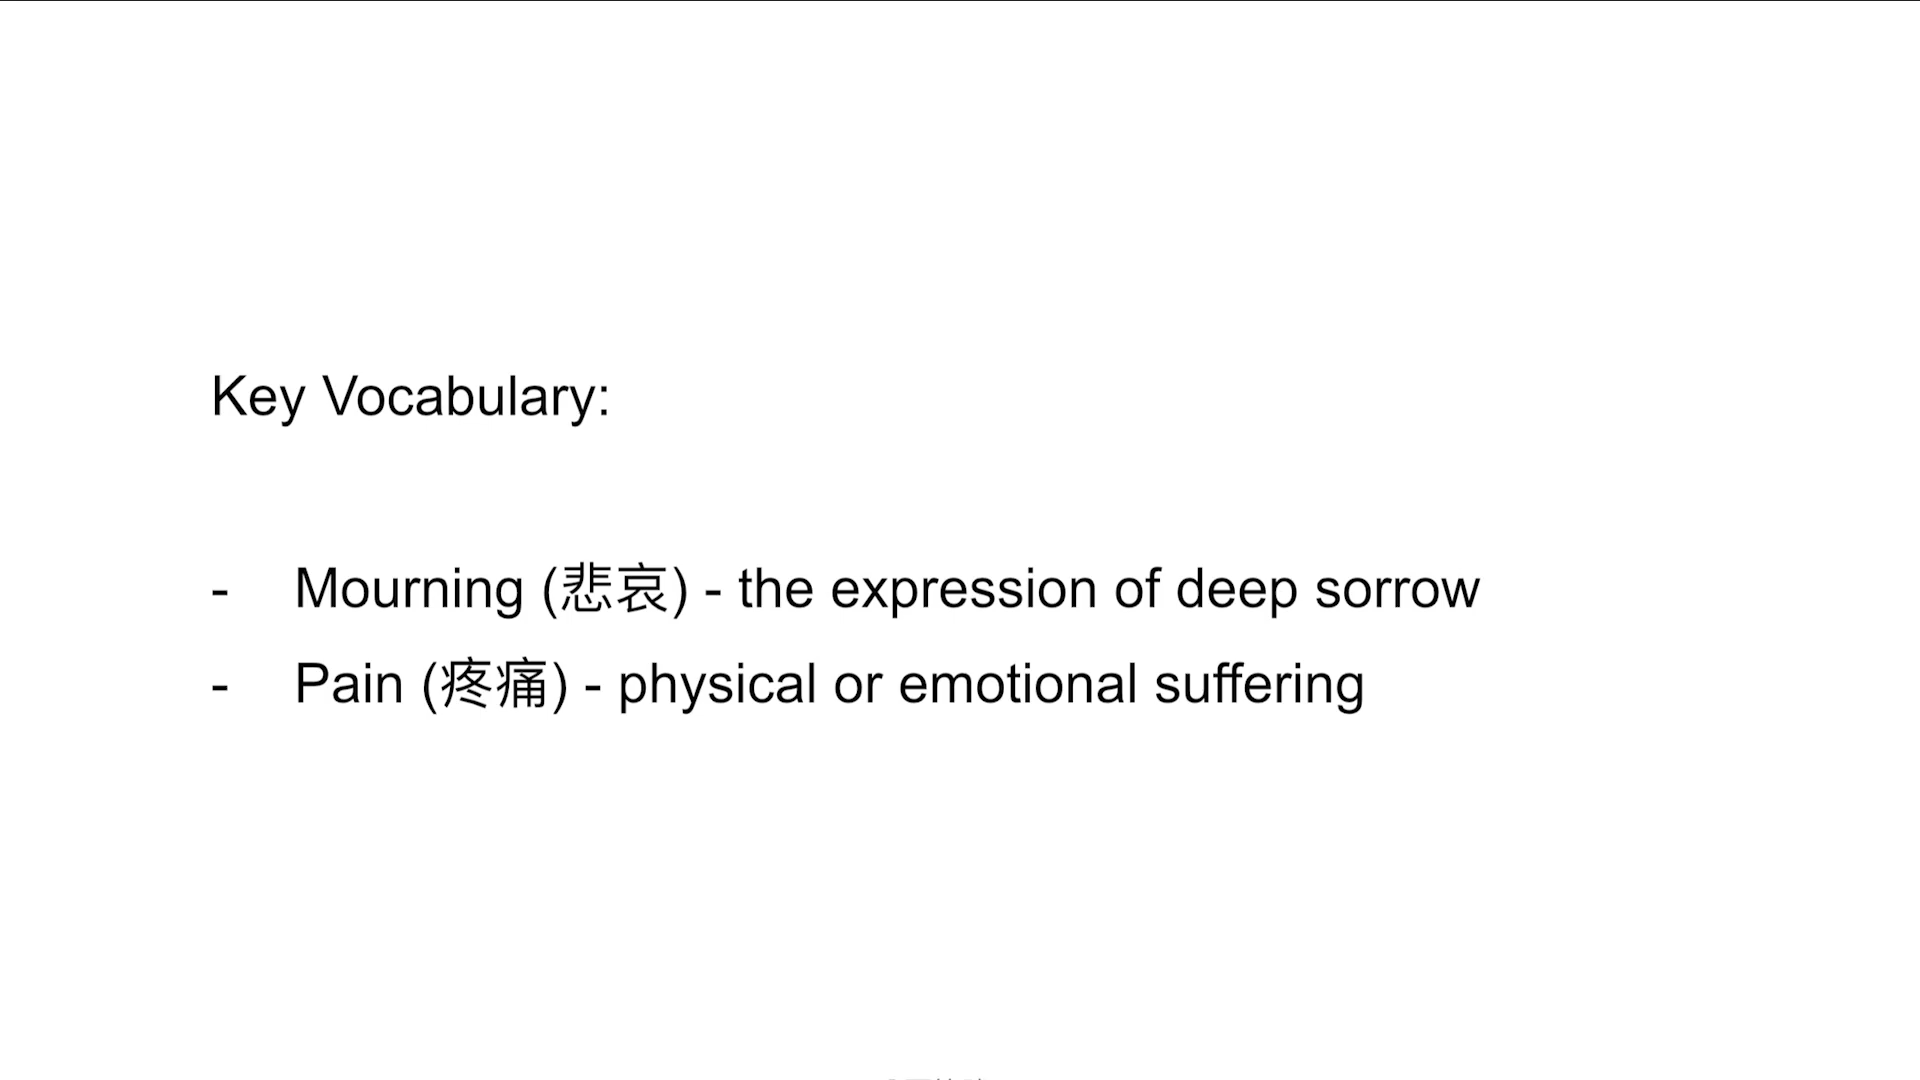 Key Vocabulary:
- Mourning (悲哀) - the expression of deep sorrow
- Pain (疼痛) - physical or emotional suffering